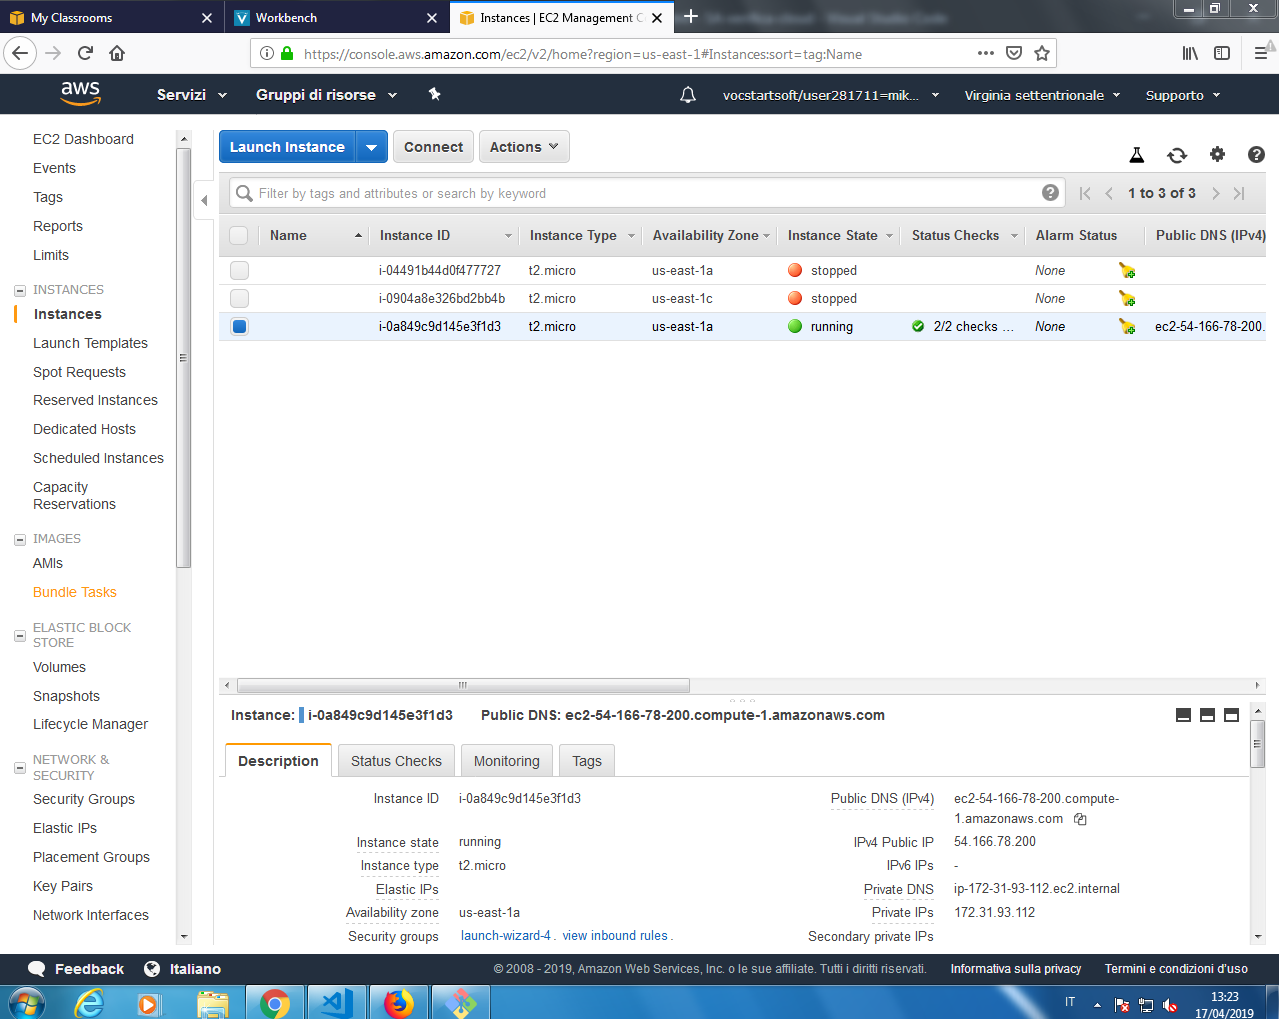 My Classrooms
Workbench
Instances | EC2 Management C
https://console.aws.amazon.com/ec2/v2/home?region=us-east-1#Instances:sort=tag:Name
aws
Servizi
Gruppi di risorse
vocstartsoft/user281711=mik...
Virginia settentrionale
Supporto
EC2 Dashboard
Events
Tags
Reports
Limits
INSTANCES
Instances
Launch Templates
Spot Requests
Reserved Instances
Dedicated Hosts
Scheduled Instances
Capacity
Reservations
IMAGES
AMIs
Bundle Tasks
ELASTIC BLOCK
STORE
Volumes
Snapshots
Lifecycle Manager
NETWORK &
SECURITY
Security Groups
Elastic IPs
Placement Groups
Key Pairs
Network Interfaces
Launch Instance
Connect
Actions
Filter by tags and attributes or search by keyword
1 to 3 of 3
Name Instance ID Instance Type Availability Zone Instance State Status Checks Alarm Status Public DNS (IPv4)
i-04491b44d0f477727 t2.micro us-east-1a stopped None
i-0904a8e326bd2bb4b t2.micro us-east-1c stopped None
i-0a849c9d145e3f1d3 t2.micro us-east-1a running 2/2 checks ... None ec2-54-166-78-200.
Instance: i-0a849c9d145e3f1d3 Public DNS: ec2-54-166-78-200.compute-1.amazonaws.com
Description
Status Checks
Monitoring
Tags
Instance ID i-0a849c9d145e3f1d3
Instance state running
Instance type t2.micro
Elastic IPs
Availability zone us-east-1a
Security groups launch-wizard-4. view inbound rules.
Public DNS (IPv4) ec2-54-166-78-200.compute-
1.amazonaws.com
IPv4 Public IP 54.166.78.200
IPv6 IPs -
Private DNS ip-172-31-93-112.ec2.internal
Private IPs 172.31.93.112
Secondary private IPs
Feedback
Italiano
© 2008 - 2019, Amazon Web Services, Inc. o le sue affiliate. Tutti i diritti riservati.
Informativa sulla privacy
Termini e condizioni d'uso
IT
13:23
17/04/2019